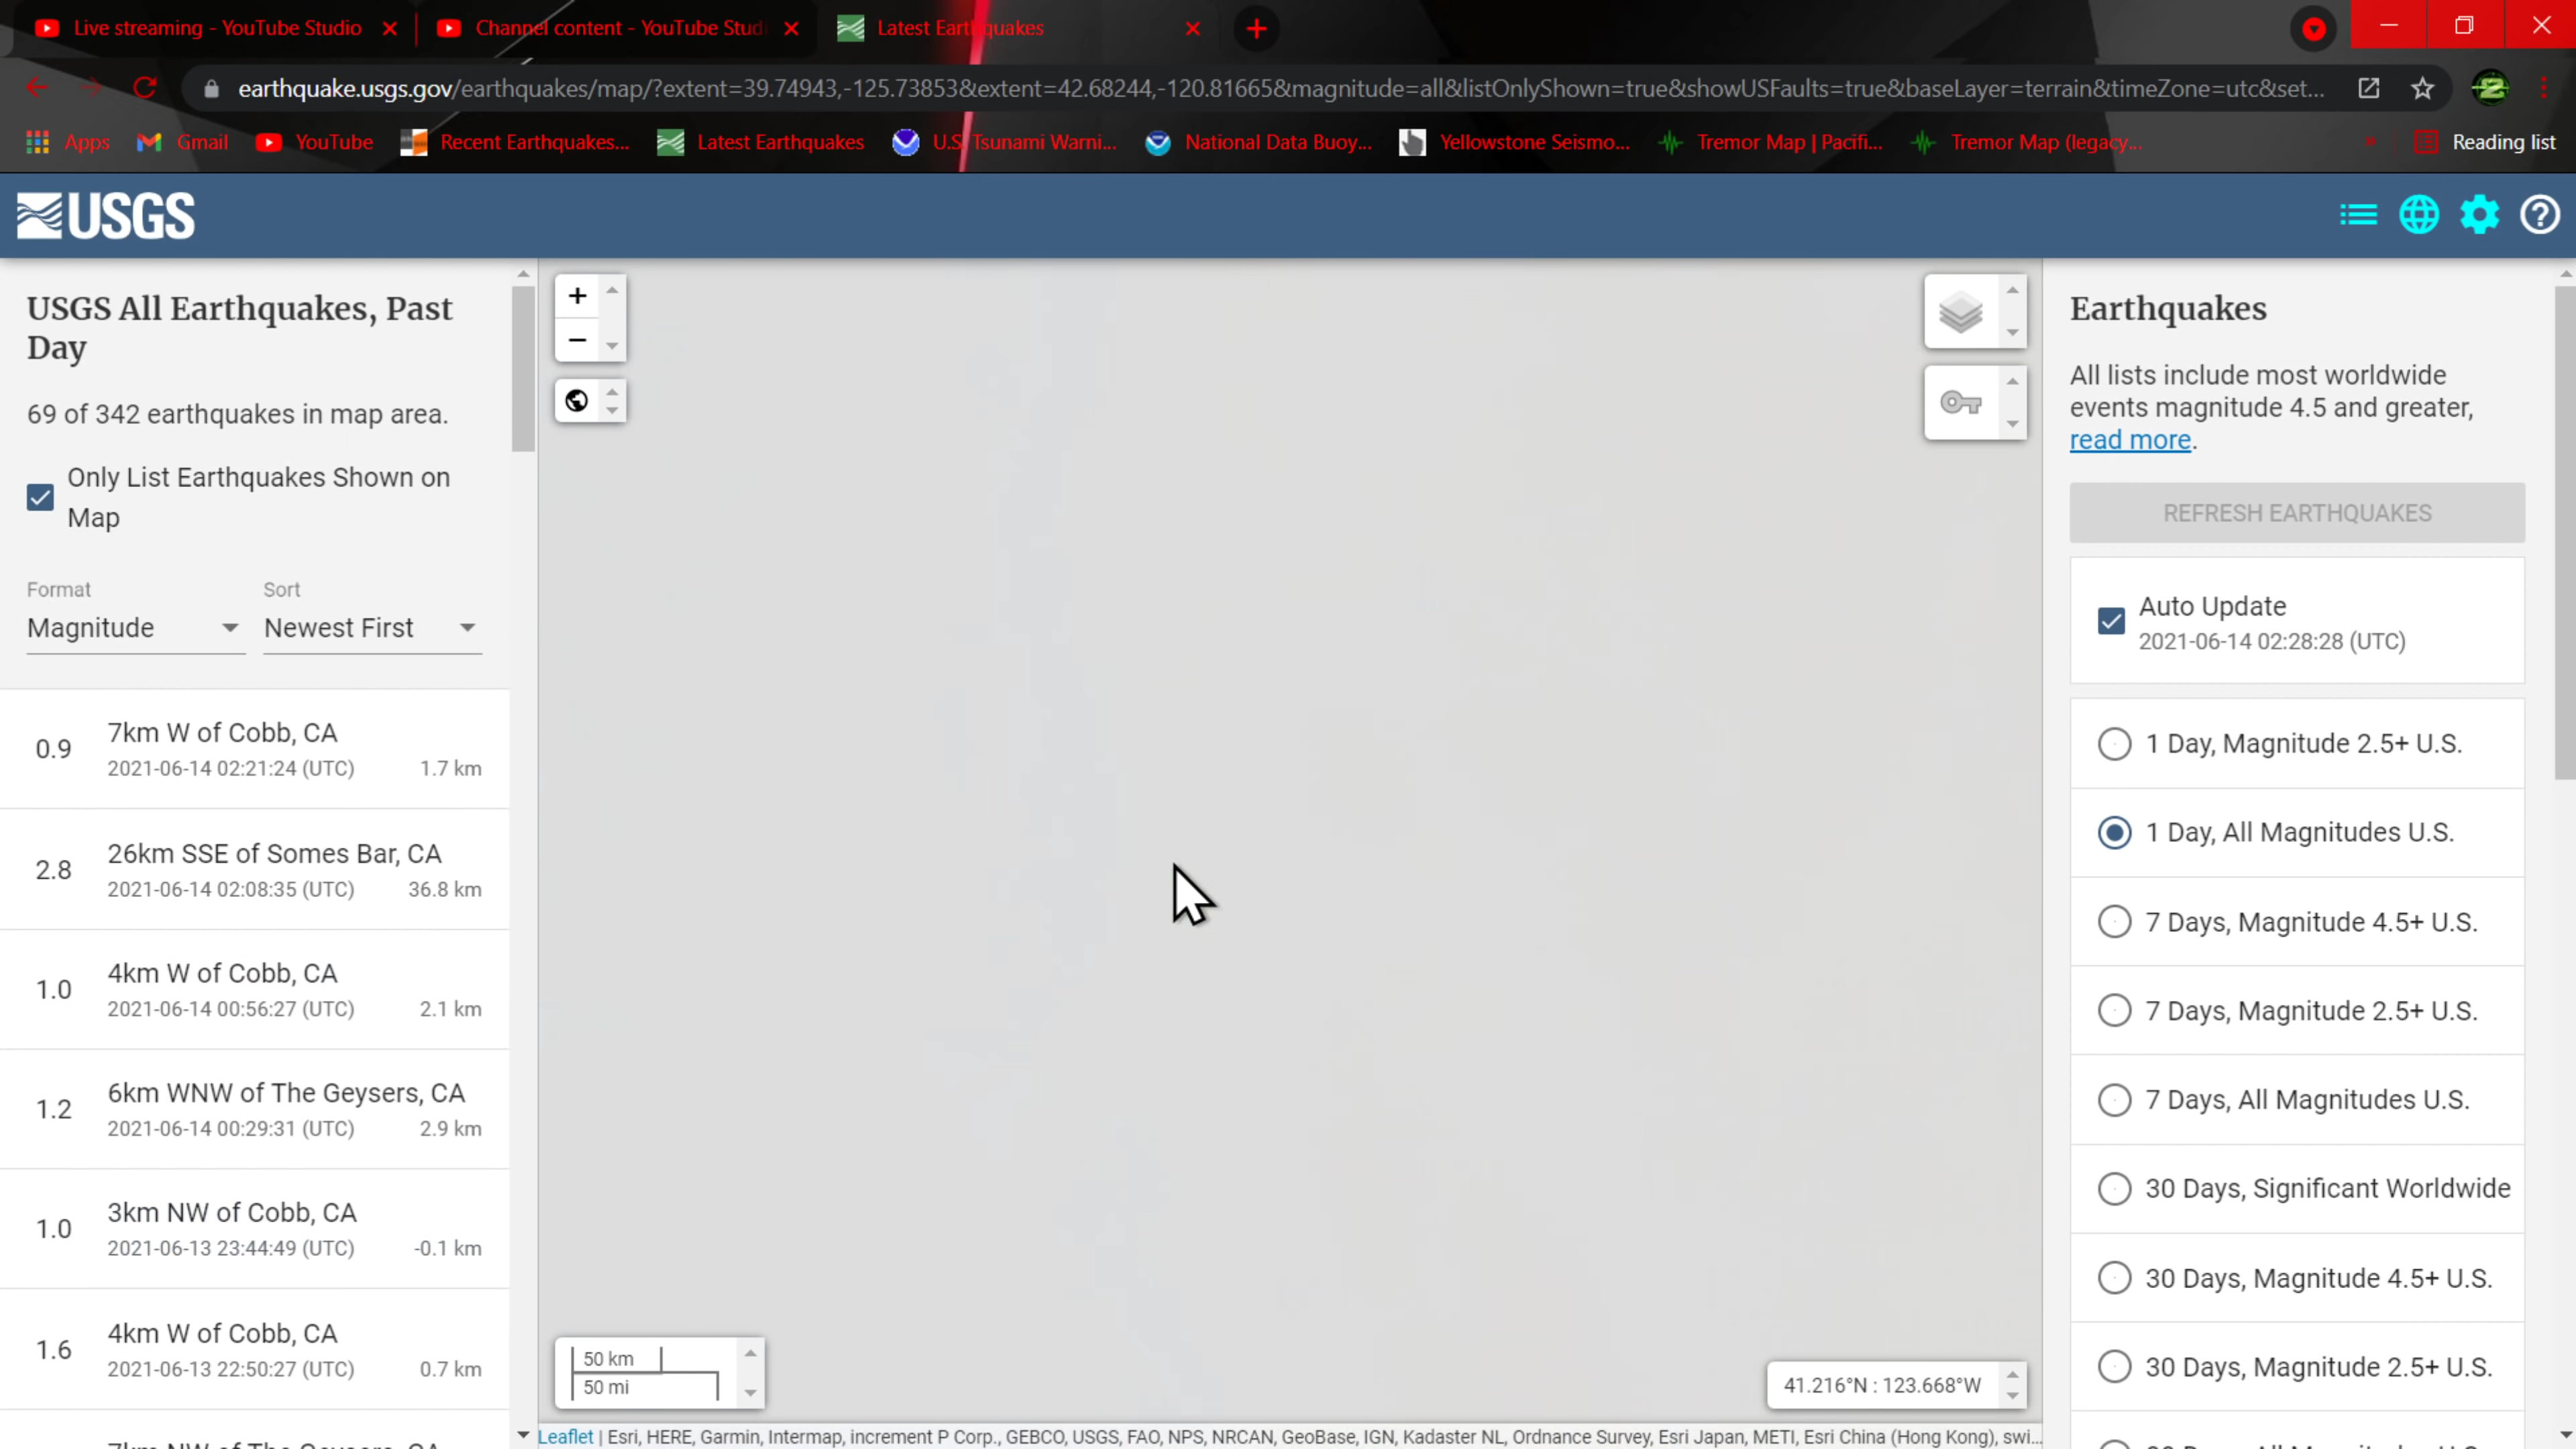 Live streaming - YouTube Studio
Channel content - YouTube Studi
Latest Earthquakes
earthquake.usgs.gov/earthquakes/map/?extent=39.74943,-125.73853&extent=42.68244,-120.81665&magnitude=all&listOnlyShown=true&showUSFaults=true&baseLayer=terrain&timeZone=utc&set...
Apps
Gmail
YouTube
Recent Earthquakes...
Latest Earthquakes
U.S. Tsunami Warni...
National Data Buoy...
Yellowstone Seismo...
Tremor Map | Pacifi...
Tremor Map (legacy...
Reading list
USGS
USGS All Earthquakes, Past
Day
69 of 342 earthquakes in map area.
Only List Earthquakes Shown on
Map
Format
Sort
Magnitude
Newest First
0.9
7km W of Cobb, CA
2021-06-14 02:21:24 (UTC)
1.7 km
2.8
26km SSE of Somes Bar, CA
2021-06-14 02:08:35 (UTC)
36.8 km
1.0
4km W of Cobb, CA
2021-06-14 00:56:27 (UTC)
2.1 km
1.2
6km WNW of The Geysers, CA
2021-06-14 00:29:31 (UTC)
2.9 km
1.0
3km NW of Cobb, CA
2021-06-13 23:44:49 (UTC)
-0.1 km
1.6
4km W of Cobb, CA
2021-06-13 22:50:27 (UTC)
0.7 km
7km NW of The Geysers, CA
+
−
50 km
50 mi
41.216°N : 123.668°W
Leaflet | Esri, HERE, Garmin, Intermap, increment P Corp., GEBCO, USGS, FAO, NPS, NRCAN, GeoBase, IGN, Kadaster NL, Ordnance Survey, Esri Japan, METI, Esri China (Hong Kong), swi...
Earthquakes
All lists include most worldwide
events magnitude 4.5 and greater,
read more.
REFRESH EARTHQUAKES
Auto Update
2021-06-14 02:28:28 (UTC)
1 Day, Magnitude 2.5+ U.S.
1 Day, All Magnitudes U.S.
7 Days, Magnitude 4.5+ U.S.
7 Days, Magnitude 2.5+ U.S.
7 Days, All Magnitudes U.S.
30 Days, Significant Worldwide
30 Days, Magnitude 4.5+ U.S.
30 Days, Magnitude 2.5+ U.S.